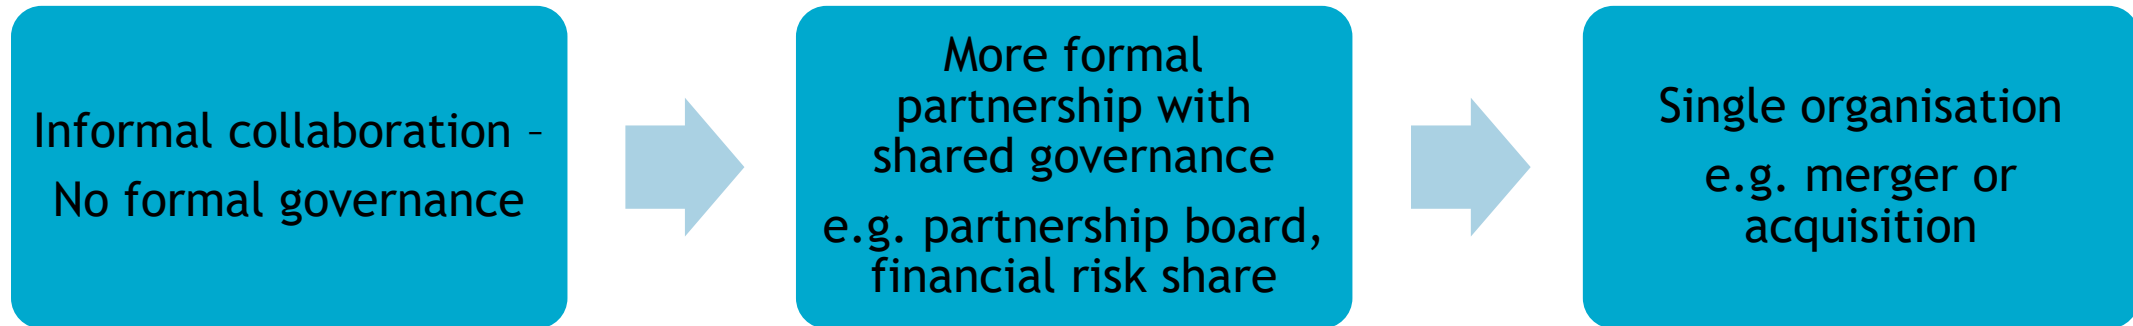 Informal collaboration –
No formal governance
More formal
partnership with
shared governance
e.g. partnership board,
financial risk share
Single organisation
e.g. merger or
acquisition